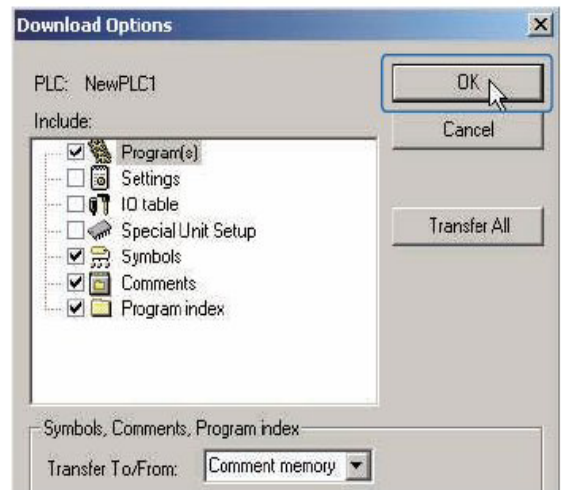 Download Options
PLC: NewPLC1
OK
Include:
Cancel
Program(s)
Settings
IO table
Special Unit Setup
Transfer All
Symbols
Comments
Program index
Symbols, Comments, Program index
Transfer To/From: Comment memory